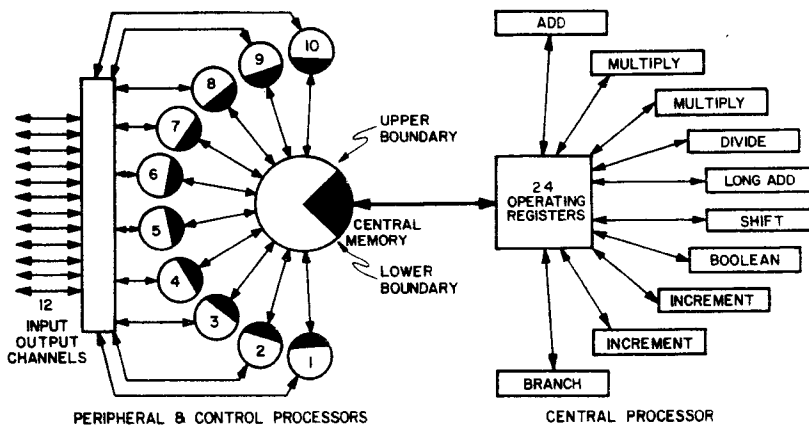 10
9
8
7
6
5
4
3
2
1
12
INPUT
OUTPUT
CHANNELS
UPPER
BOUNDARY
CENTRAL
MEMORY
LOWER
BOUNDARY
PERIPHERAL & CONTROL PROCESSORS
24
OPERATING
REGISTERS
ADD
MULTIPLY
MULTIPLY
DIVIDE
LONG ADD
SHIFT
BOOLEAN
INCREMENT
INCREMENT
BRANCH
CENTRAL PROCESSOR